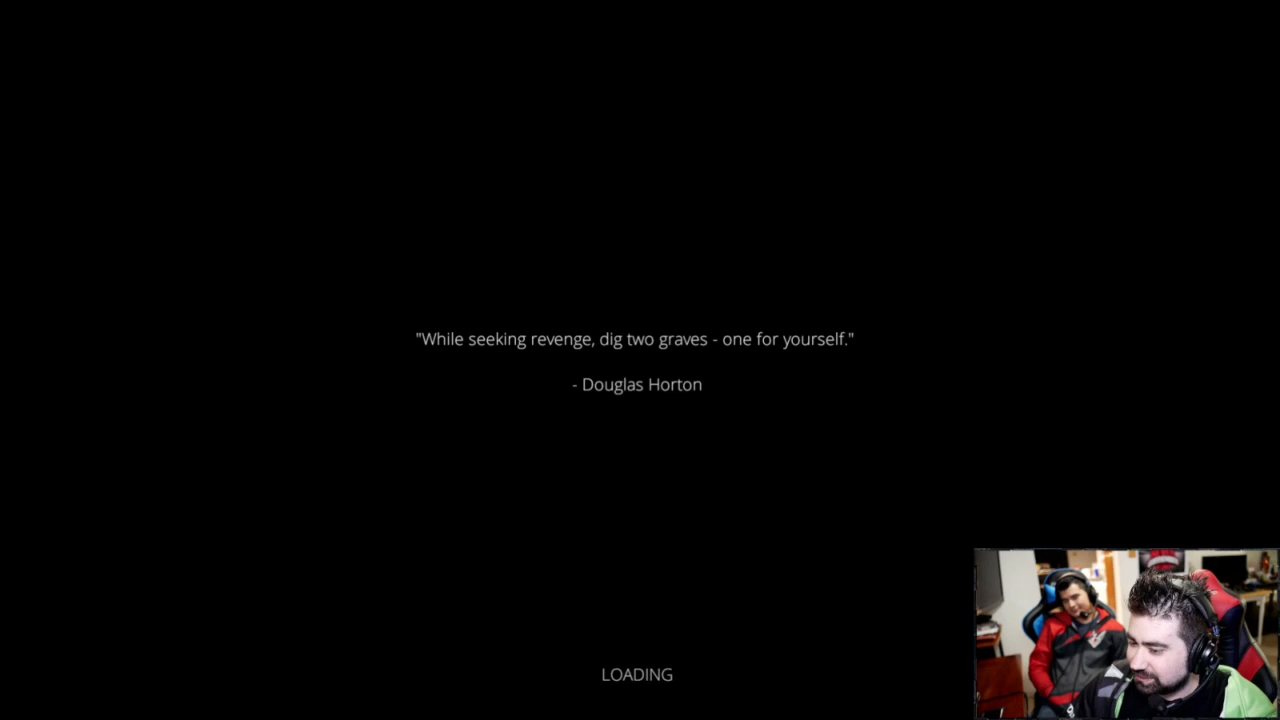 "While seeking revenge, dig two graves - one for yourself."
- Douglas Horton
LOADING